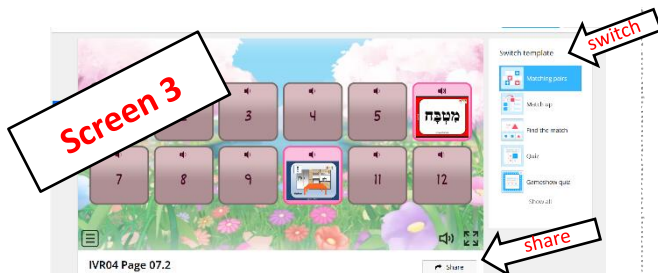 Switch template
switch
Matching pairs
Screen 3
3
4
5
מִטְבָּח
Match up
Find the match
Quiz
7
8
9
11
12
Gameshow quiz
Show all
share
IVR04 Page 07.2
Share